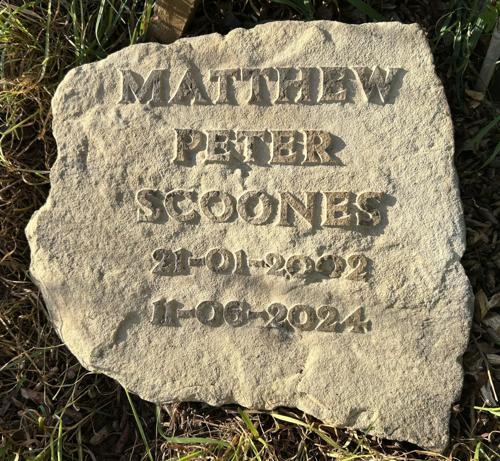 MATTHEW
PETER
SCOONES
21-01-2002
11-06-2024